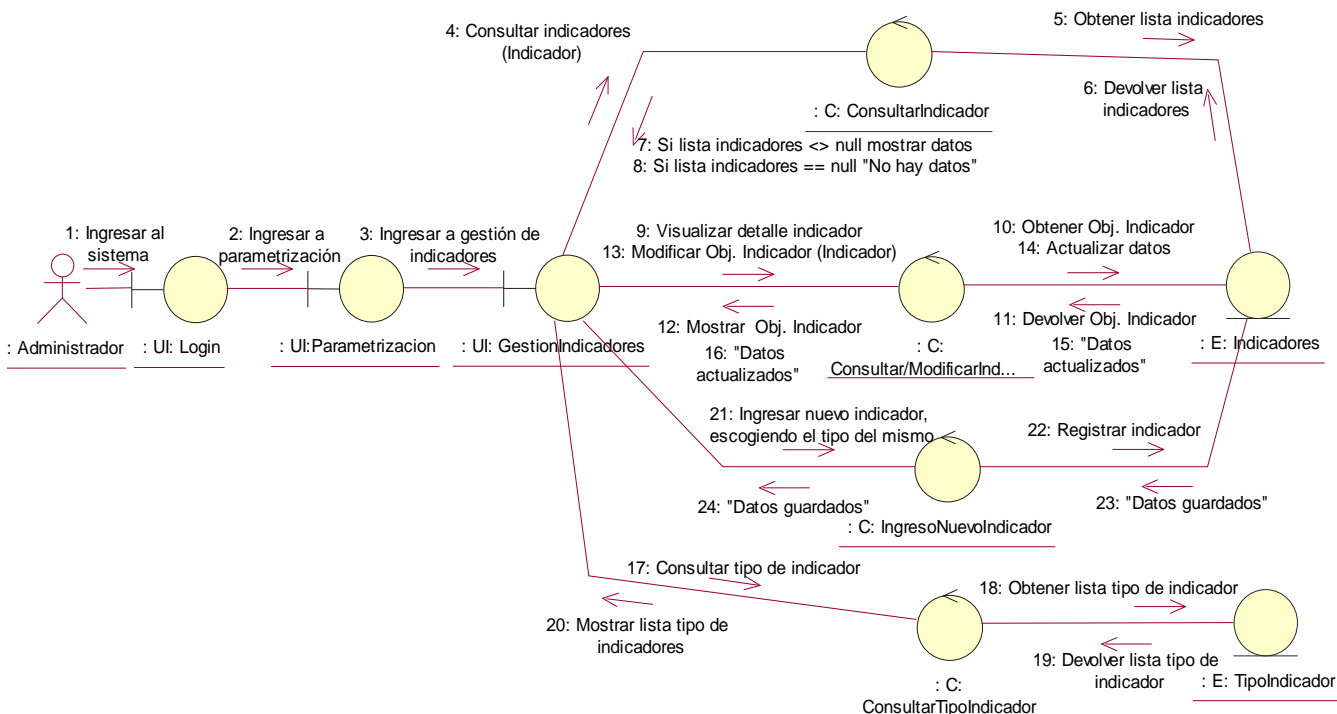 4: Consultar indicadores
(Indicador)
5: Obtener lista indicadores
6: Devolver lista
indicadores
: C: ConsultarIndicador
7: Si lista indicadores <> null mostrar datos
8: Si lista indicadores == null "No hay datos"
1: Ingresar al
sistema
2: Ingresar a
parametrización
3: Ingresar a gestión de
indicadores
9: Visualizar detalle indicador
13: Modificar Obj. Indicador (Indicador)
10: Obtener Obj. Indicador
14: Actualizar datos
: Administrador
: UI: Login
: UI:Parametrizacion
: UI: GestionIndicadores
12: Mostrar Obj. Indicador
16: "Datos
actualizados"
: C:
Consultar/ModificarInd...
11: Devolver Obj. Indicador
15: "Datos
actualizados"
: E: Indicadores
21: Ingresar nuevo indicador,
escogiendo el tipo del mismo
22: Registrar indicador
24: "Datos guardados"
23: "Datos guardados"
: C: IngresoNuevoIndicador
17: Consultar tipo de indicador
18: Obtener lista tipo de indicador
20: Mostrar lista tipo de
indicadores
19: Devolver lista tipo de
indicador
: C:
ConsultarTipoIndicador
: E: TipoIndicador